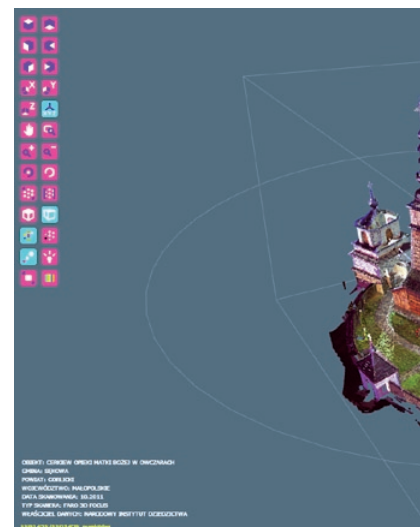 X
Y
Z
XYZ
OBIEKT: CERKIEW OPIEKI MATKI BOŻEJ W OWCZARACH
GMINA: SĘKOWA
POWIAT: GORLICKI
WOJEWÓDZTWO: MAŁOPOLSKIE
DATA SKANOWANIA: 10.2011
TYP SKANERA: FARO 3D FOCUS
WŁAŚCICIEL DANYCH: NARODOWY INSTYTUT DZIEDZICTWA